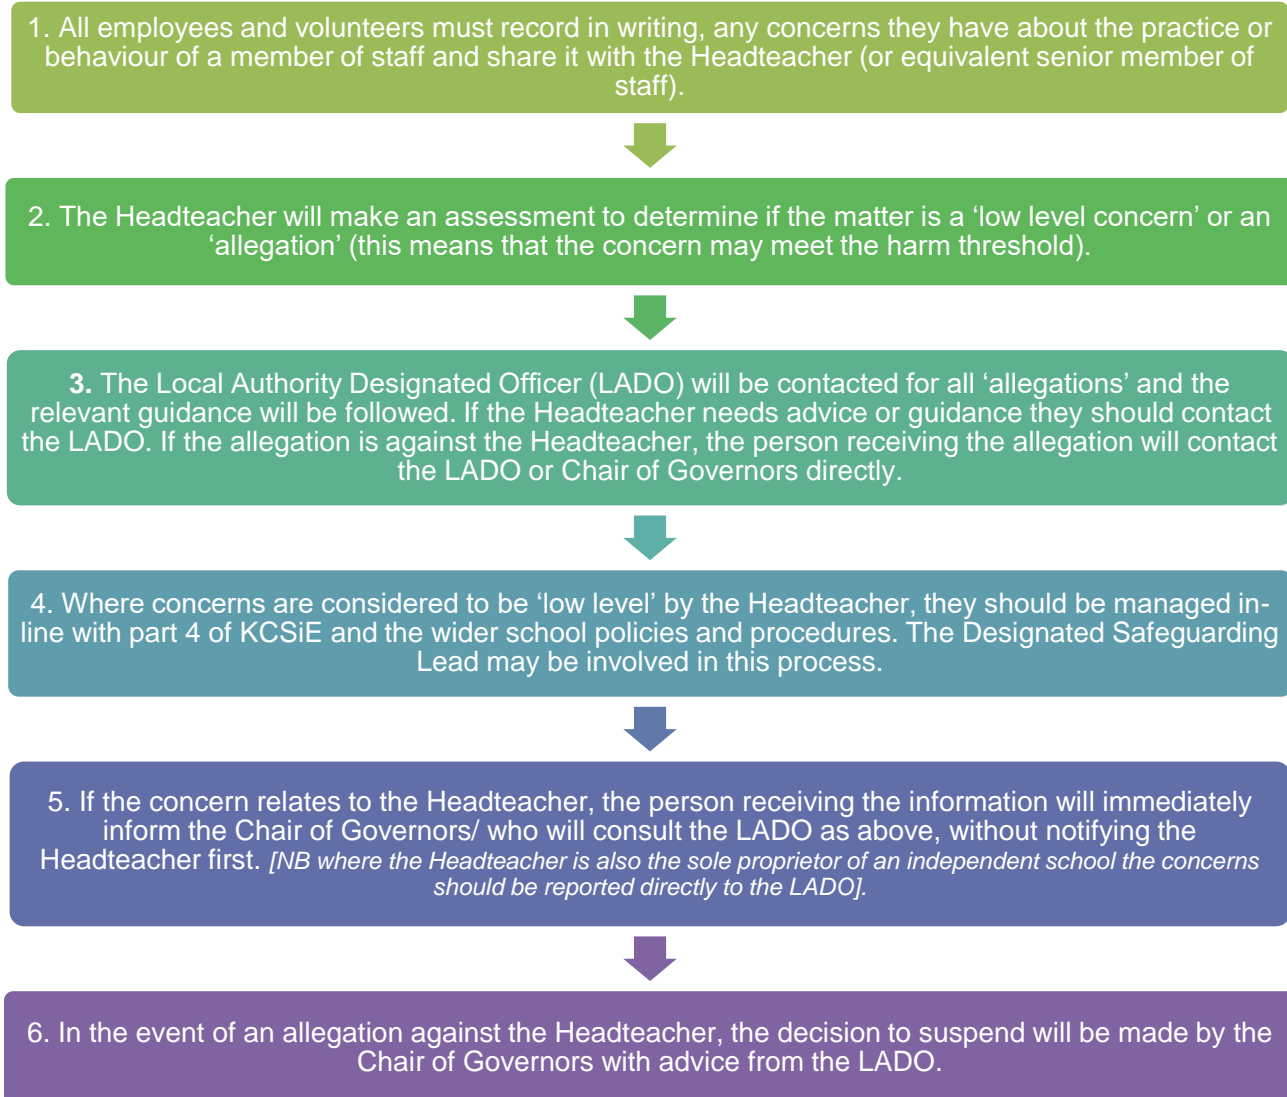 1. All employees and volunteers must record in writing, any concerns they have about the practice or
behaviour of a member of staff and share it with the Headteacher (or equivalent senior member of
staff).
2. The Headteacher will make an assessment to determine if the matter is a ‘low level concern’ or an
‘allegation’ (this means that the concern may meet the harm threshold).
3. The Local Authority Designated Officer (LADO) will be contacted for all ‘allegations’ and the
relevant guidance will be followed. If the Headteacher needs advice or guidance they should contact
the LADO. If the allegation is against the Headteacher, the person receiving the allegation will contact
the LADO or Chair of Governors directly.
4. Where concerns are considered to be ‘low level’ by the Headteacher, they should be managed in-
line with part 4 of KCSiE and the wider school policies and procedures. The Designated Safeguarding
Lead may be involved in this process.
5. If the concern relates to the Headteacher, the person receiving the information will immediately
inform the Chair of Governors/ who will consult the LADO as above, without notifying the
Headteacher first. [NB where the Headteacher is also the sole proprietor of an independent school the concerns
should be reported directly to the LADO].
6. In the event of an allegation against the Headteacher, the decision to suspend will be made by the
Chair of Governors with advice from the LADO.